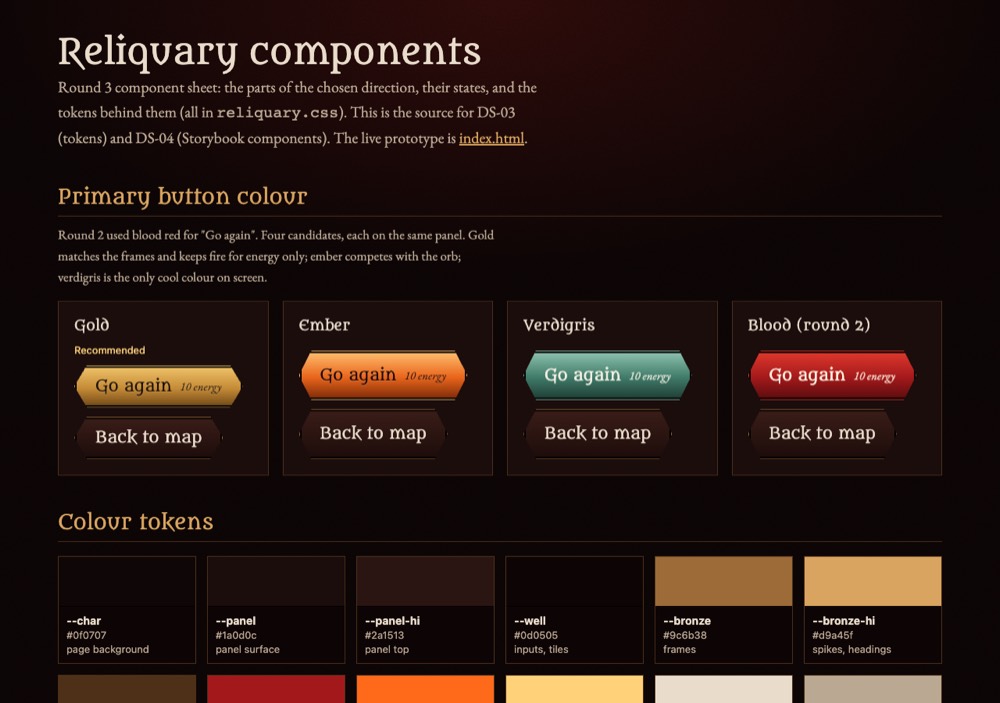 Reliquary components
Round 3 component sheet: the parts of the chosen direction, their states, and the
tokens behind them (all in reliquary.css). This is the source for DS-03
(tokens) and DS-04 (Storybook components). The live prototype is index.html.
Primary button colour
Round 2 used blood red for "Go again". Four candidates, each on the same panel. Gold
matches the frames and keeps fire for energy only; ember competes with the orb;
verdigris is the only cool colour on screen.
Gold
Recommended
Go again 10 energy
Back to map
Ember
Go again 10 energy
Back to map
Verdigris
Go again 10 energy
Back to map
Blood (round 2)
Go again 10 energy
Back to map
Colour tokens
--char
#0f0707
page background
--panel
#1a0d0c
panel surface
--panel-hi
#2a1513
panel top
--well
#0d0505
inputs, tiles
--bronze
#9c6b38
frames
--bronze-hi
#d9a45f
spikes, headings